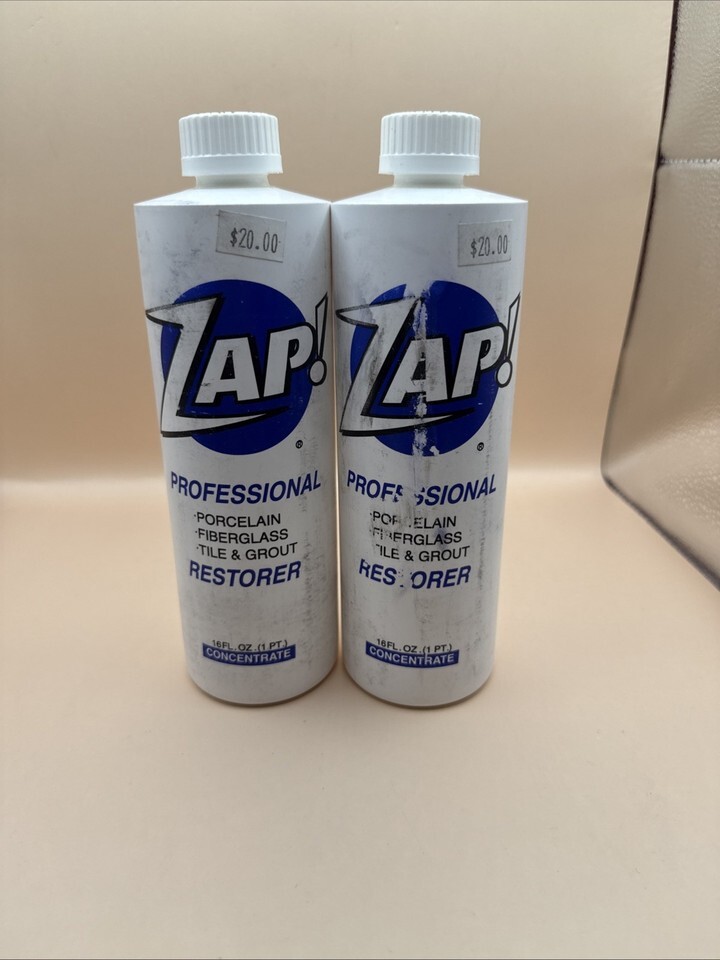 $20.00
ZAP!
®
PROFESSIONAL
·PORCELAIN
·FIBERGLASS
·TILE & GROUT
RESTORER
16FL. OZ. (1 PT.)
CONCENTRATE
$20.00
ZAP!
®
PROFESSIONAL
·PORCELAIN
FIBERGLASS
TILE & GROUT
RESTORER
16FL. OZ. (1 PT.)
CONCENTRATE